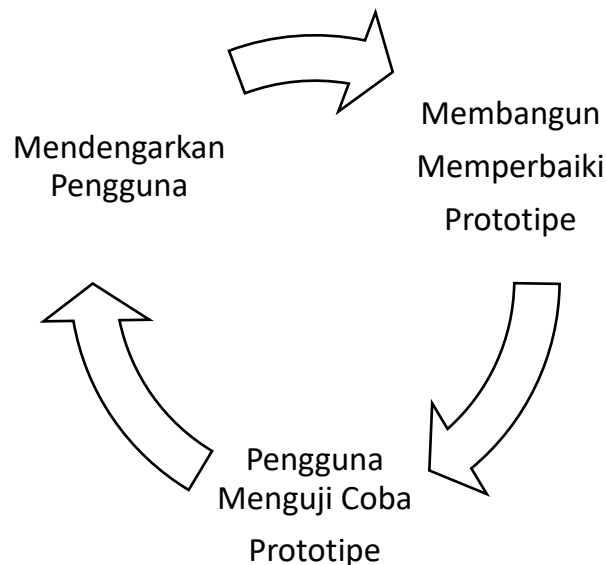 Mendengarkan
Pengguna
Membangun
Memperbaiki
Prototipe
Pengguna
Menguji Coba
Prototipe